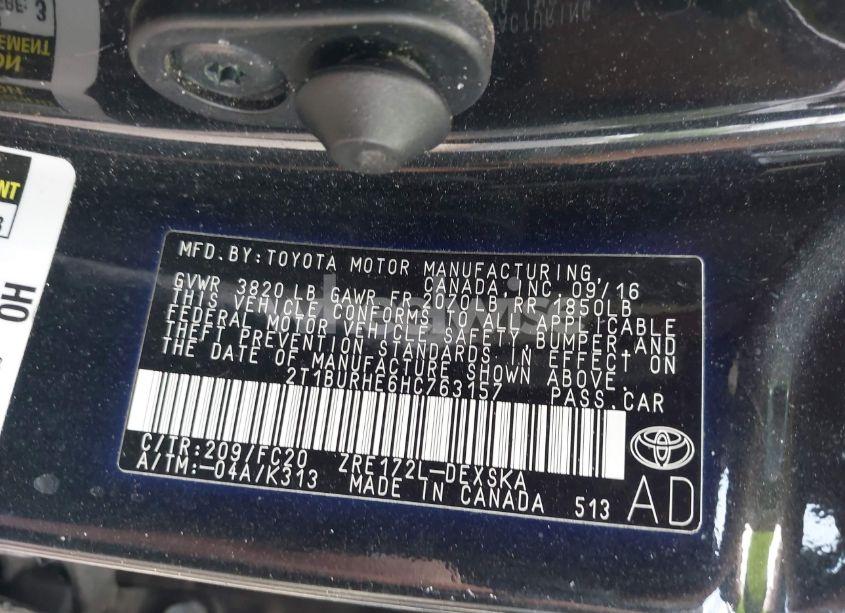 MFD. BY: TOYOTA MOTOR MANUFACTURING,
CANADA, INC. 09/16
GVWR 3820 LB GAWR FR 2070LB,RR 1850LB
THIS VEHICLE CONFORMS TO ALL APPLICABLE
FEDERAL MOTOR VEHICLE SAFETY BUMPER,AND
THEFT PREVENTION STANDARDS IN EFFECT ON
THE DATE OF MANUFACTURE SHOWN ABOVE.
2T1BURHE6HC763157 PASS.CAR
C/TR:209/FC20 ZRE172L-DEXSKA
A/TM:-04A/K313 MADE IN CANADA 513
AD
OH